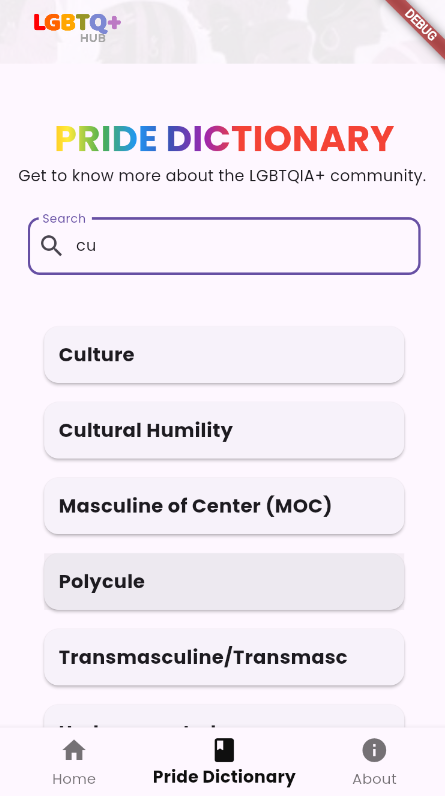 LGBTQ+
HUB
DEBUG
PRIDE DICTIONARY
Get to know more about the LGBTQIA+ community.
Search
cu
Culture
Cultural Humility
Masculine of Center (MOC)
Polycule
Transmasculine/Transmasc
Home
Pride Dictionary
About